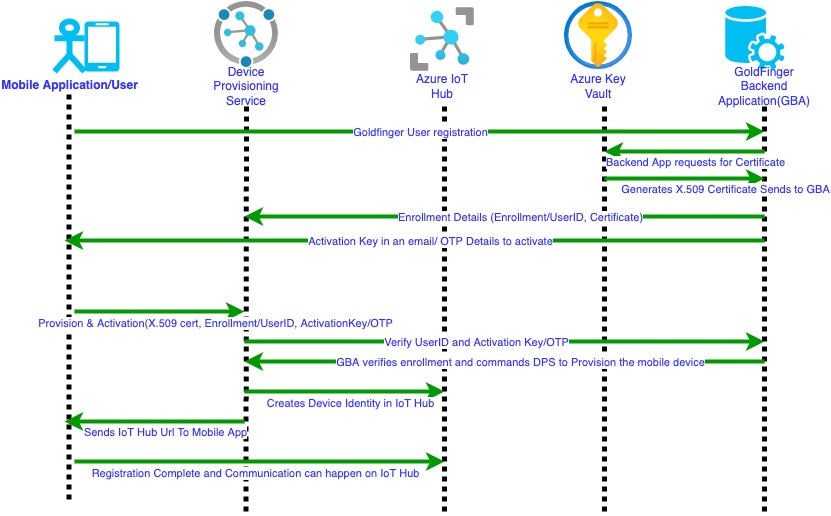 Mobile Application/User
Device
Provisioning
Service
Azure IoT
Hub
Azure Key
Vault
GoldFinger
Backend
Application(GBA)
Goldfinger User registration
Backend App requests for Certificate
Generates X.509 Certificate Sends to GBA
Enrollment Details (Enrollment/UserID, Certificate)
Activation Key in an email/ OTP Details to activate
Provision & Activation(X.509 cert, Enrollment/UserID, ActivationKey/OTP
Verify UserID and Activation Key/OTP
GBA verifies enrollment and commands DPS to Provision the mobile device
Creates Device Identity in IoT Hub
Sends IoT Hub Url To Mobile App
Registration Complete and Communication can happen on IoT Hub